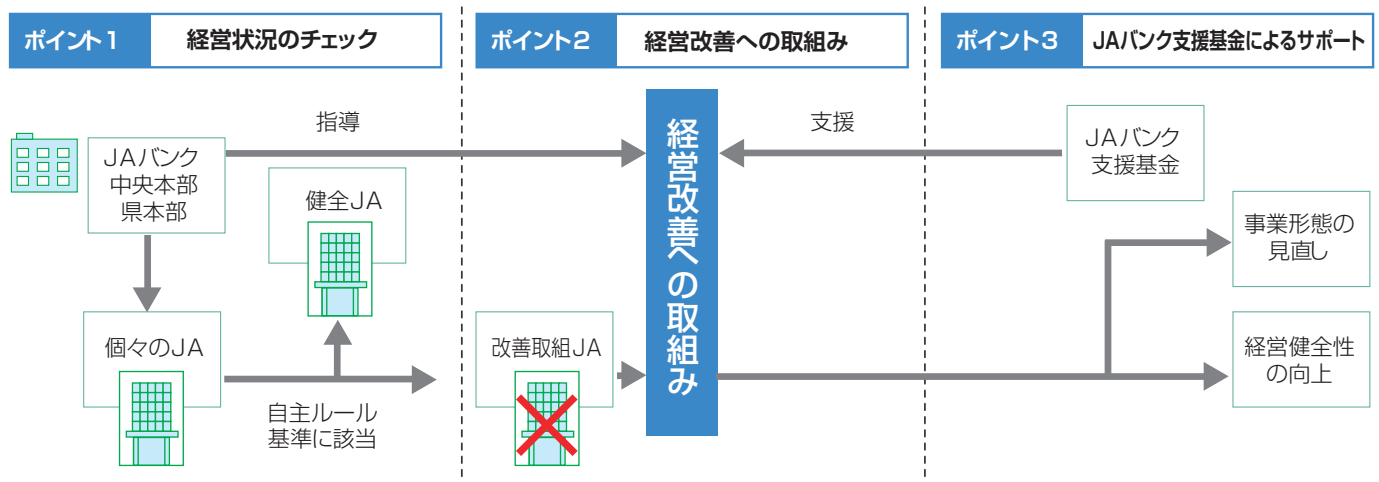 ポイント1
経営状況のチェック
ポイント2
経営改善への取組み
ポイント3
JAバンク支援基金によるサポート
指導
JAバンク
中央本部
県本部
健全JA
個々のJA
自主ルール
基準に該当
改善取組JA
経営改善への取組み
支援
JAバンク
支援基金
事業形態の
見直し
経営健全性
の向上